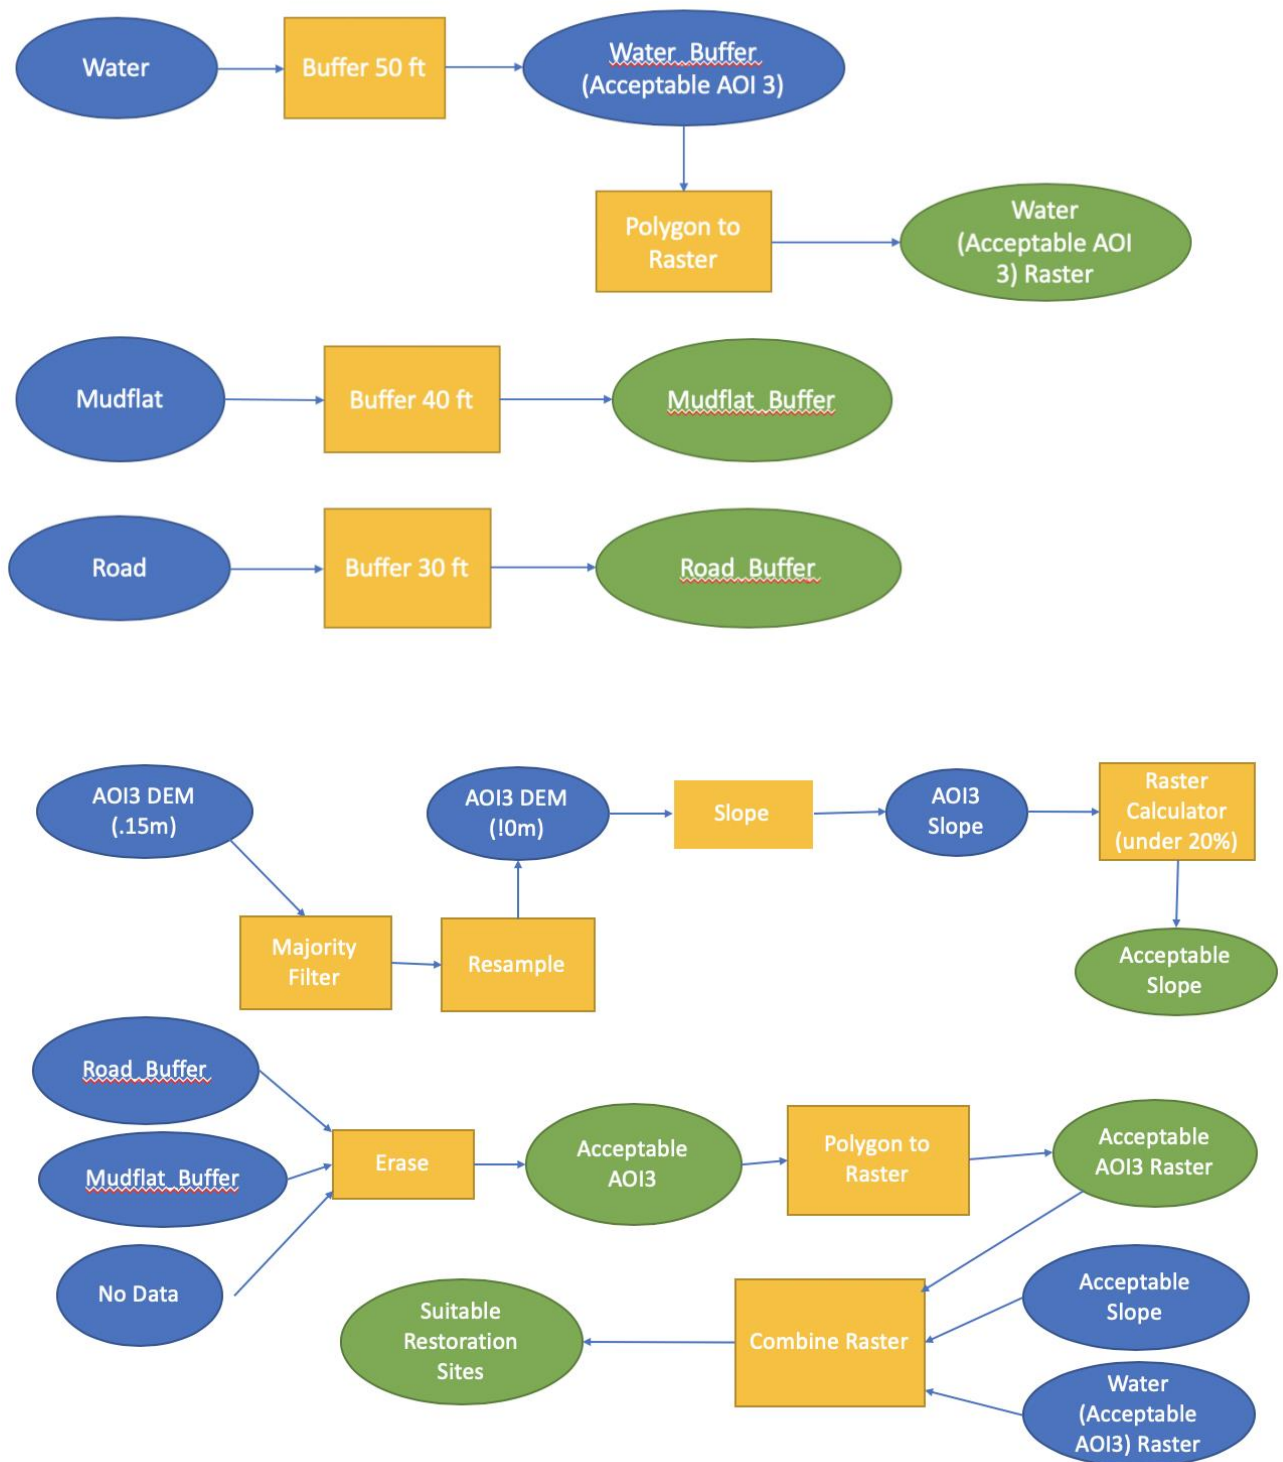 Water
Buffer 50 ft
Water_Buffer
(Acceptable AOI 3)
Polygon to
Raster
Water
(Acceptable AOI
3) Raster
Mudflat
Buffer 40 ft
Mudflat_Buffer
Road
Buffer 30 ft
Road_Buffer
AOI3 DEM
(.15m)
Majority
Filter
Resample
AOI3 DEM
(!0m)
Slope
AOI3
Slope
Raster
Calculator
(under 20%)
Acceptable
Slope
Road_Buffer
Mudflat_Buffer
No Data
Erase
Acceptable
AOI3
Polygon to
Raster
Acceptable
AOI3 Raster
Acceptable
Slope
Water
(Acceptable
AOI3) Raster
Combine Raster
Suitable
Restoration
Sites